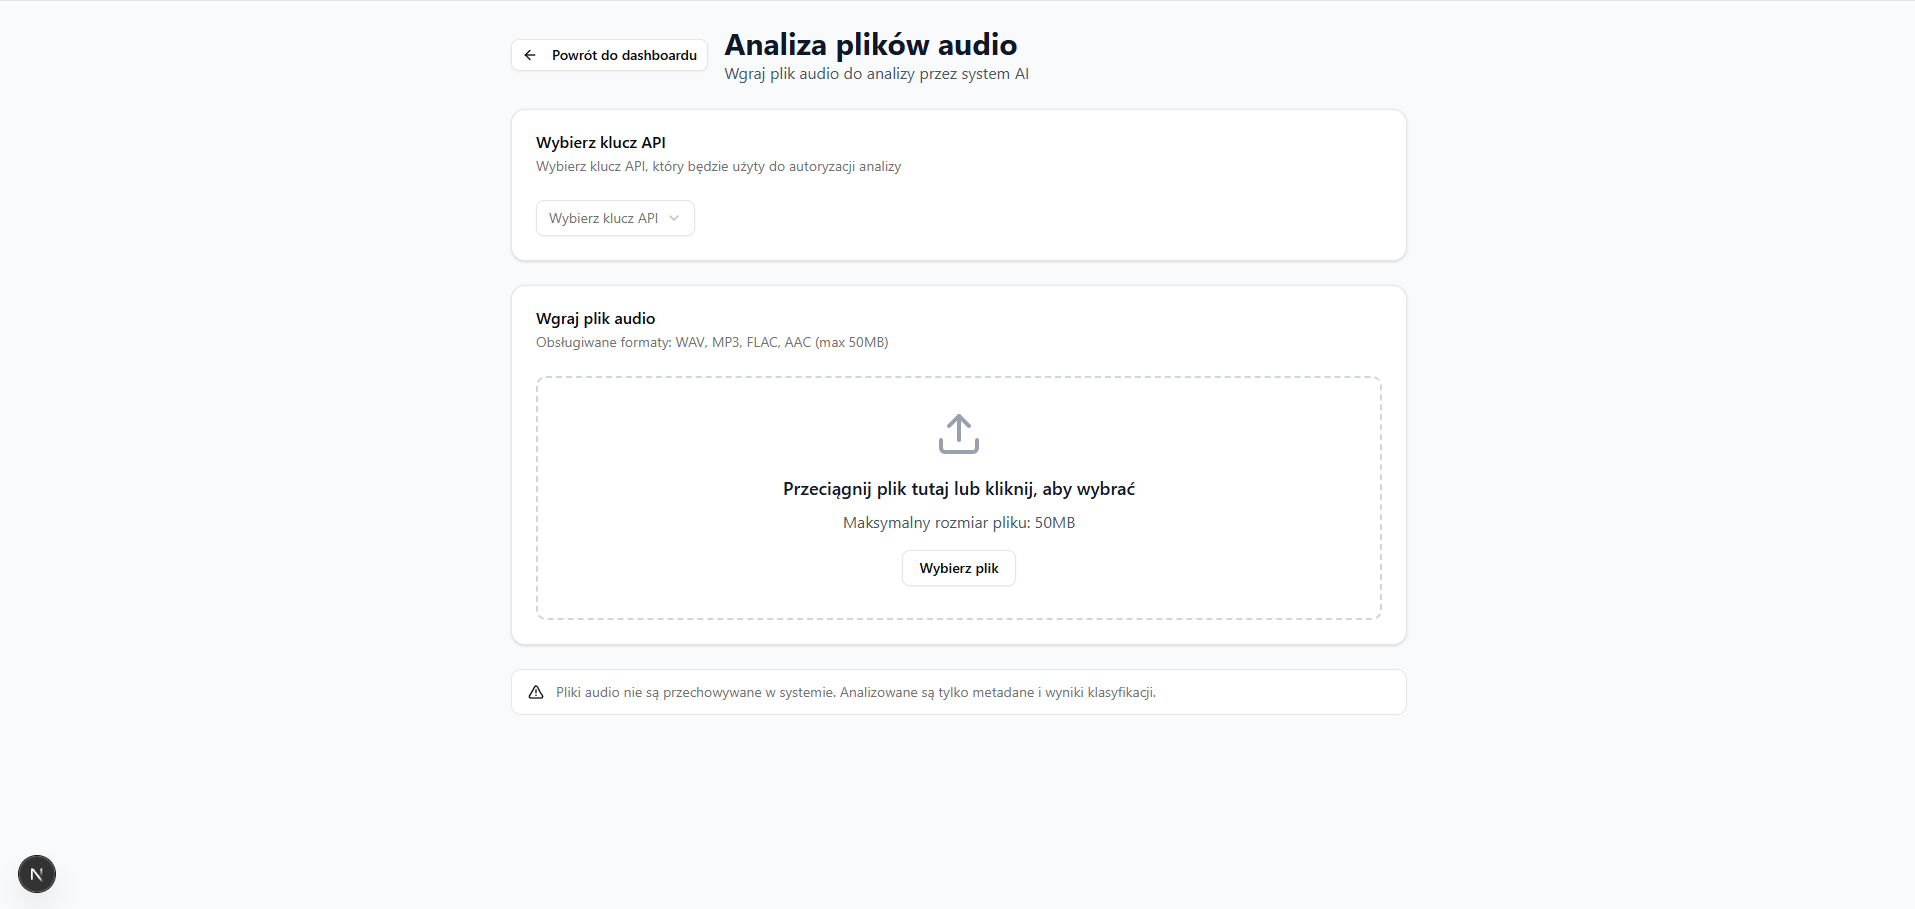 Powrót do dashboardu
Analiza plików audio
Wgraj plik audio do analizy przez system AI
Wybierz klucz API
Wybierz klucz API, który będzie użyty do autoryzacji analizy
Wybierz klucz API
Wgraj plik audio
Obsługiwane formaty: WAV, MP3, FLAC, AAC (max 50MB)
Przeciągnij plik tutaj lub kliknij, aby wybrać
Maksymalny rozmiar pliku: 50MB
Wybierz plik
Pliki audio nie są przechowywane w systemie. Analizowane są tylko metadane i wyniki klasyfikacji.
N